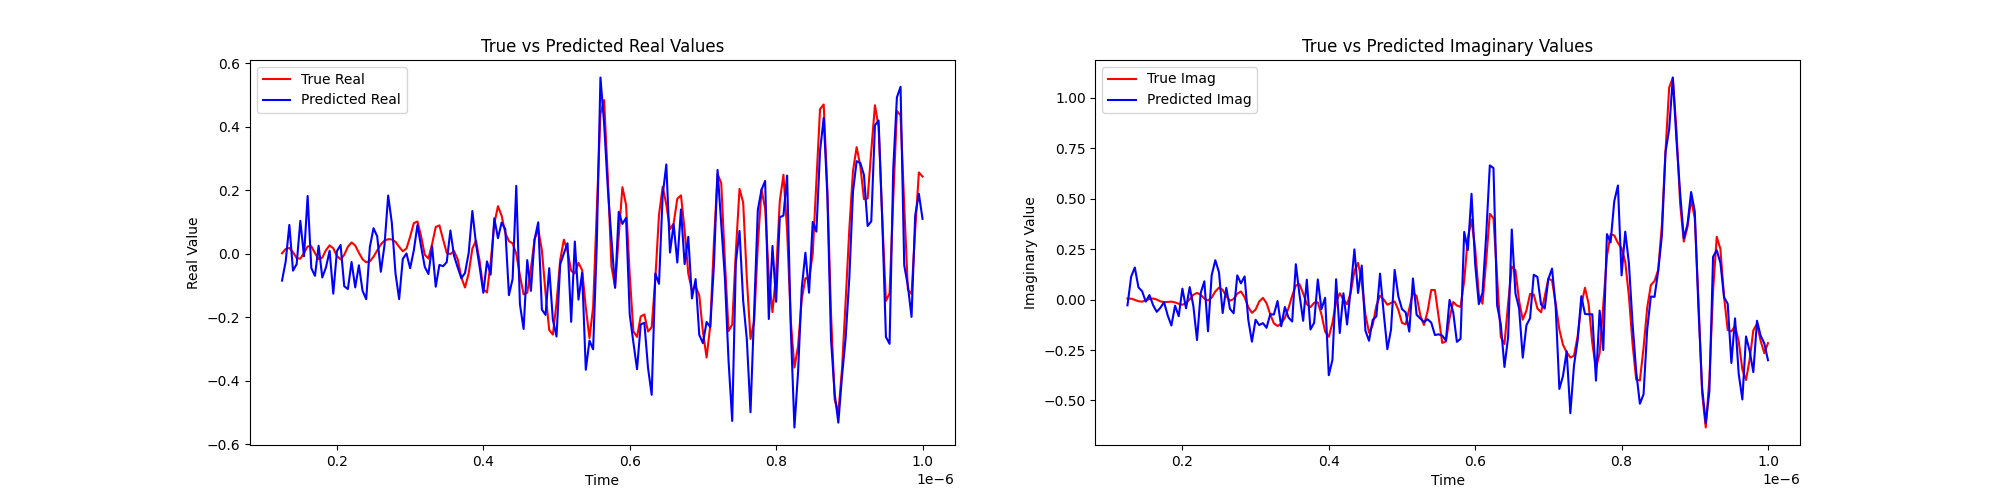 True vs Predicted Real Values
True Real
Predicted Real
Real Value
0.6
0.4
0.2
0.0
−0.2
−0.4
−0.6
0.2 0.4 0.6 0.8 1.0
Time
1e−6
True vs Predicted Imaginary Values
True Imag
Predicted Imag
Imaginary Value
1.00
0.75
0.50
0.25
0.00
−0.25
−0.50
0.2 0.4 0.6 0.8 1.0
Time
1e−6